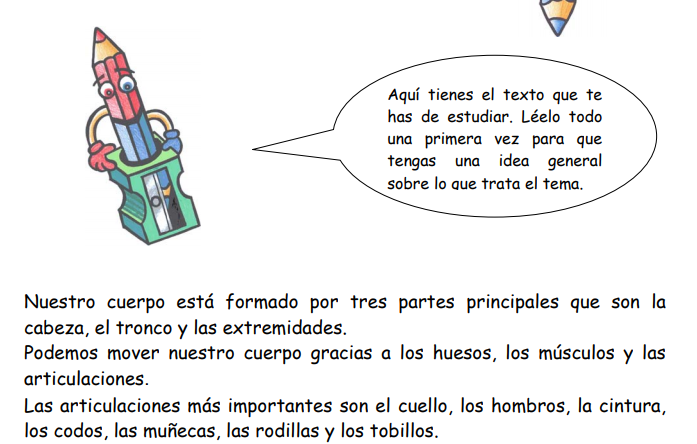 Aquí tienes el texto que te
has de estudiar. Léelo todo
una primera vez para que
tengas una idea general
sobre lo que trata el tema.
Nuestro cuerpo está formado por tres partes principales que son la
cabeza, el tronco y las extremidades.
Podemos mover nuestro cuerpo gracias a los huesos, los músculos y las
articulaciones.
Las articulaciones más importantes son el cuello, los hombros, la cintura,
los codos, las muñecas, las rodillas y los tobillos.